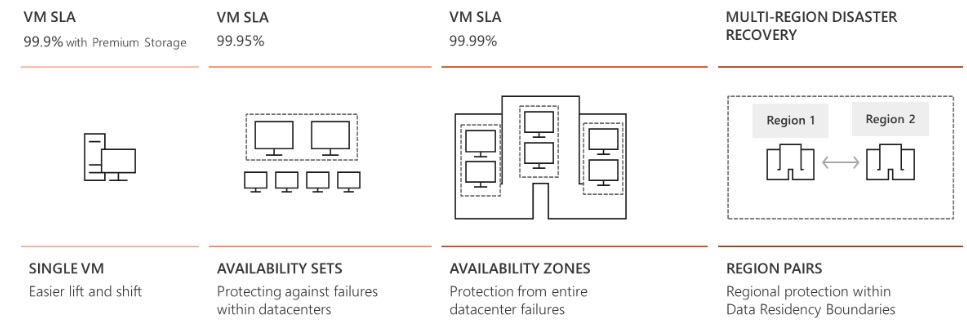 VM SLA
99.9% with Premium Storage
VM SLA
99.95%
VM SLA
99.99%
MULTI-REGION DISASTER
RECOVERY
Region 1
Region 2
SINGLE VM
Easier lift and shift
AVAILABILITY SETS
Protecting against failures
within datacenters
AVAILABILITY ZONES
Protection from entire
datacenter failures
REGION PAIRS
Regional protection within
Data Residency Boundaries